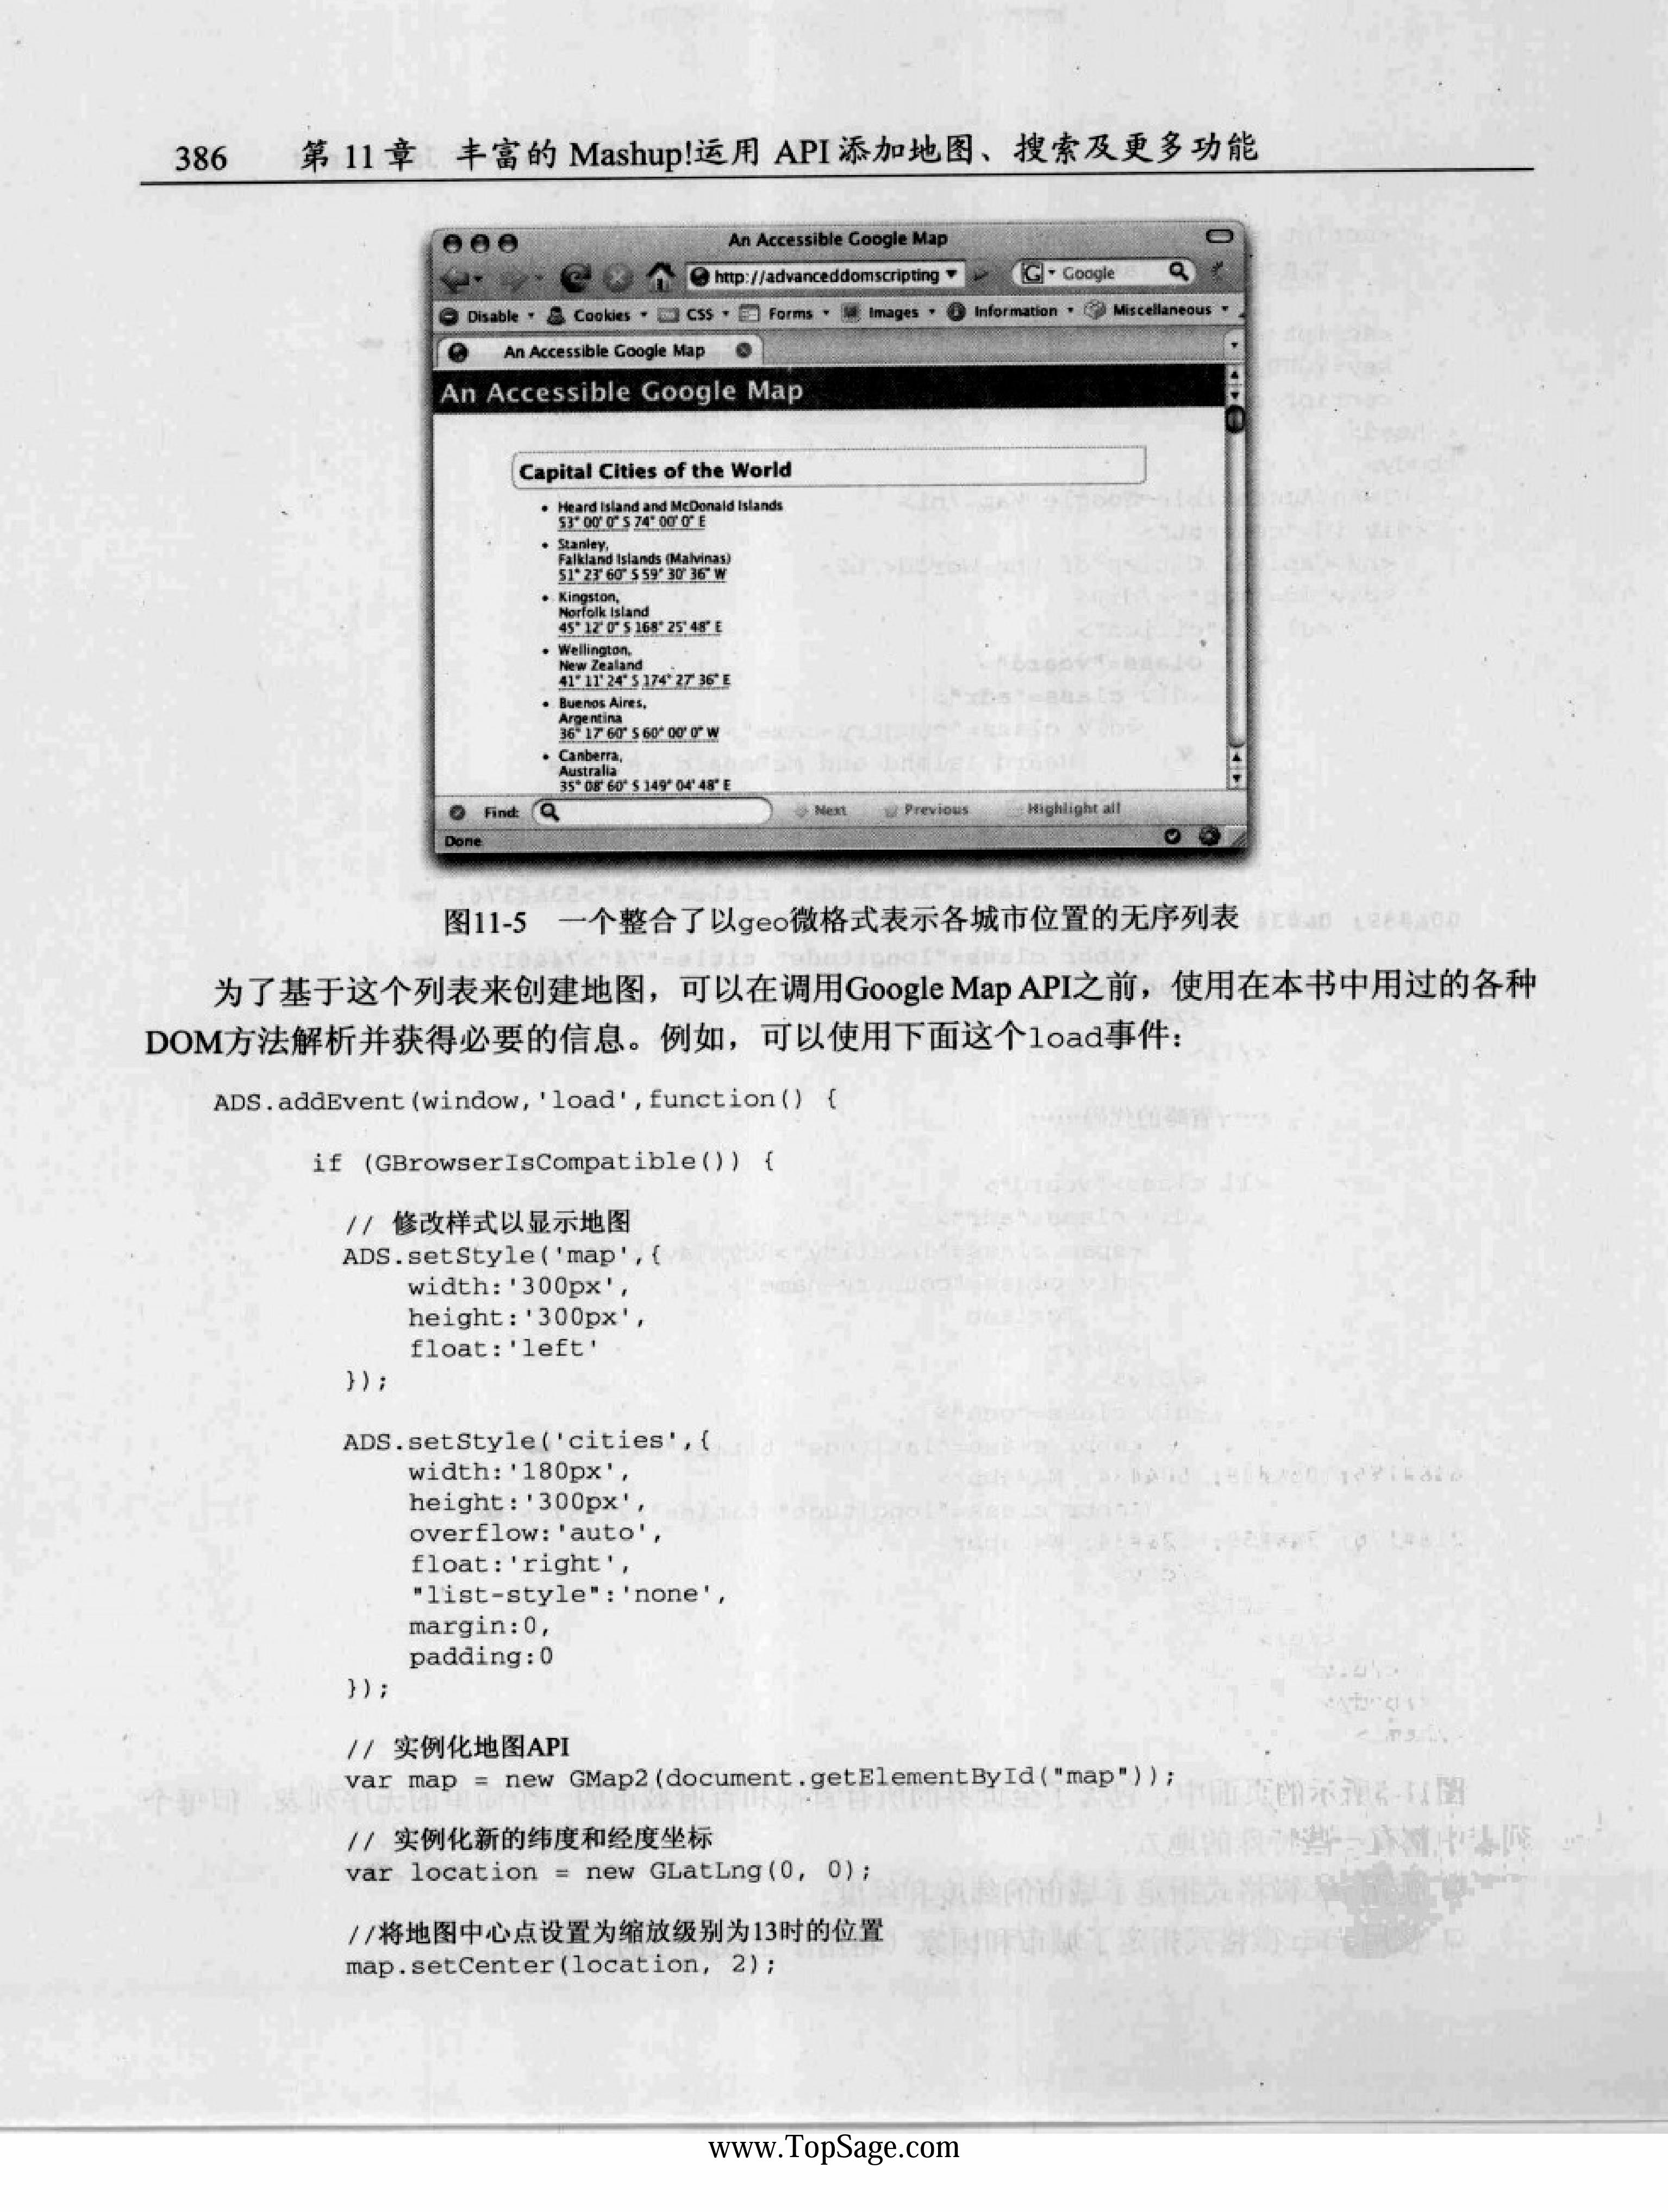 386 第 11 章 丰富的 Mashup!运用 API 添加地图、搜索及更多功能
An Accessible Google Map
http://advanceddomscripting
G Google
Disable Cookies CSS Forms Images Information Miscellaneous
An Accessible Google Map
An Accessible Google Map
Capital Cities of the World
• Heard Island and McDonald Islands
53° 00' 0" S 74° 00' 0" E
• Stanley,
Falkland Islands (Malvinas)
51° 23' 60" S 59° 30' 36" W
• Kingston,
Norfolk Island
45° 12' 0" S 168° 25' 48" E
• Wellington,
New Zealand
41° 11' 24" S 174° 27' 36" E
• Buenos Aires,
Argentina
36° 17' 60" S 60° 00' 0" W
• Canberra,
Australia
35° 08' 60" S 149° 04' 48" E
Find: Next Previous Highlight all
Done
图11-5 一个整合了以geo微格式表示各城市位置的无序列表
为了基于这个列表来创建地图，可以在调用Google Map API之前，使用在本书中用过的各种
DOM方法解析并获得必要的信息。例如，可以使用下面这个load事件：
ADS.addEvent(window,'load',function() {
if (GBrowserIsCompatible()) {
// 修改样式以显示地图
ADS.setStyle('map',{
width:'300px',
height:'300px',
float:'left'
});
ADS.setStyle('cities',{
width:'180px',
height:'300px',
overflow:'auto',
float:'right',
"list-style":'none',
margin:0,
padding:0
});
// 实例化地图API
var map = new GMap2(document.getElementById("map"));
// 实例化新的纬度和经度坐标
var location = new GLatLng(0, 0);
//将地图中心点设置为缩放级别为13时的位置
map.setCenter(location, 2);
www.TopSage.com